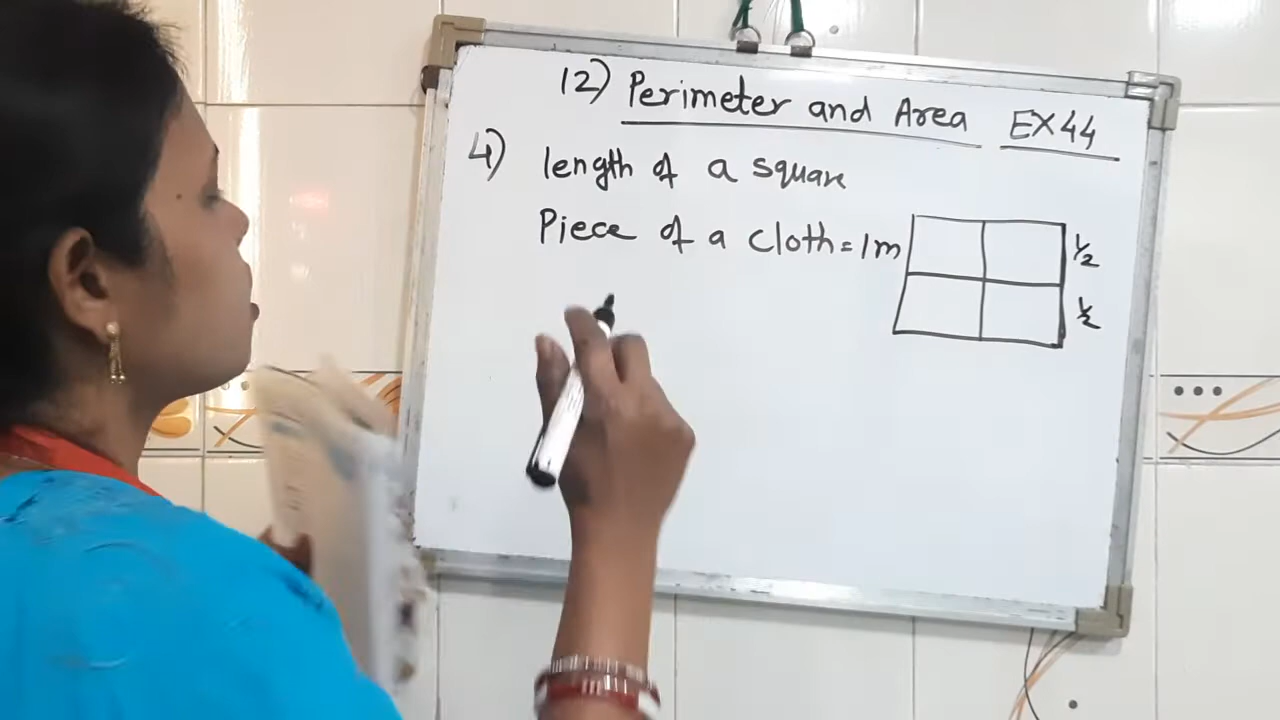 12) Perimeter and Area EX44
4) length of a square
Piece of a cloth = 1m
1/2
1/2